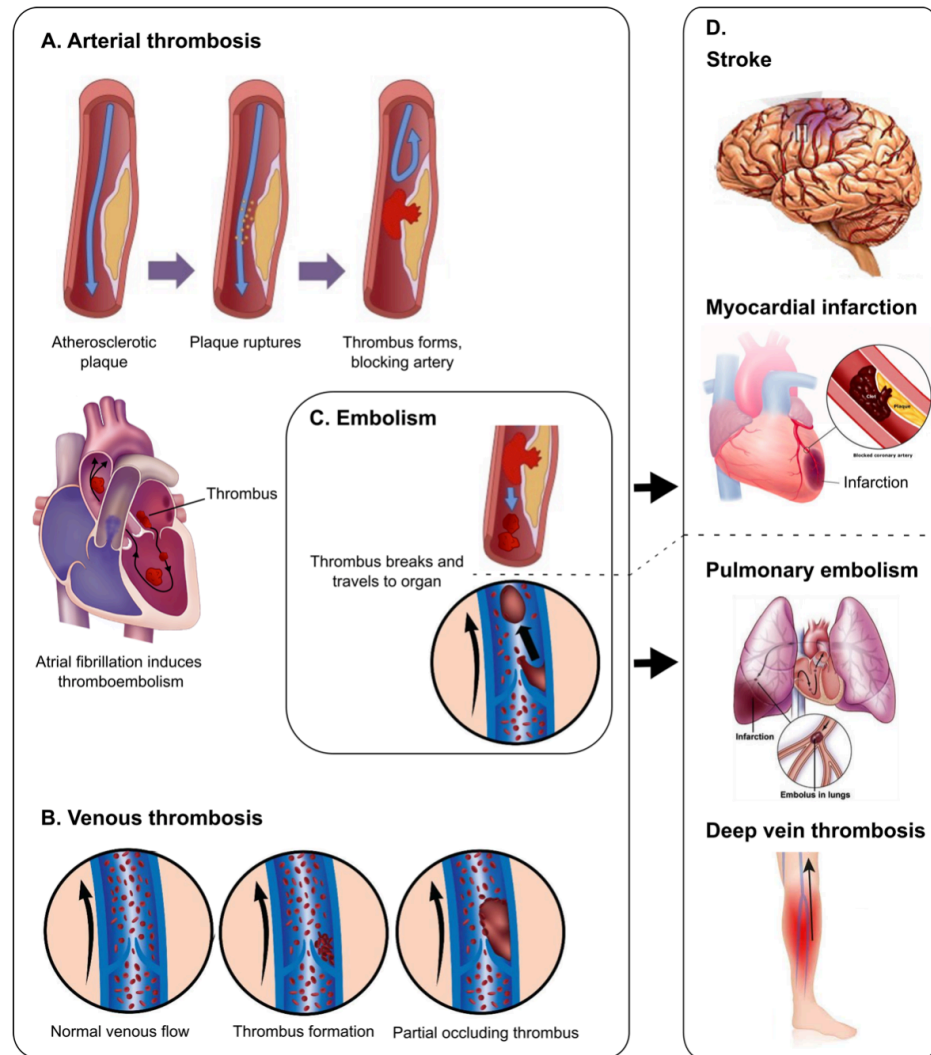 A. Arterial thrombosis
Atherosclerotic
plaque
Plaque ruptures
Thrombus forms,
blocking artery
Thrombus
Atrial fibrillation induces
thromboembolism
C. Embolism
Thrombus breaks and
travels to organ
B. Venous thrombosis
Normal venous flow
Thrombus formation
Partial occluding thrombus
D.
Stroke
Myocardial infarction
Clot
Plaque
Blocked coronary artery
Infarction
Pulmonary embolism
Infarction
Embolus in lungs
Deep vein thrombosis